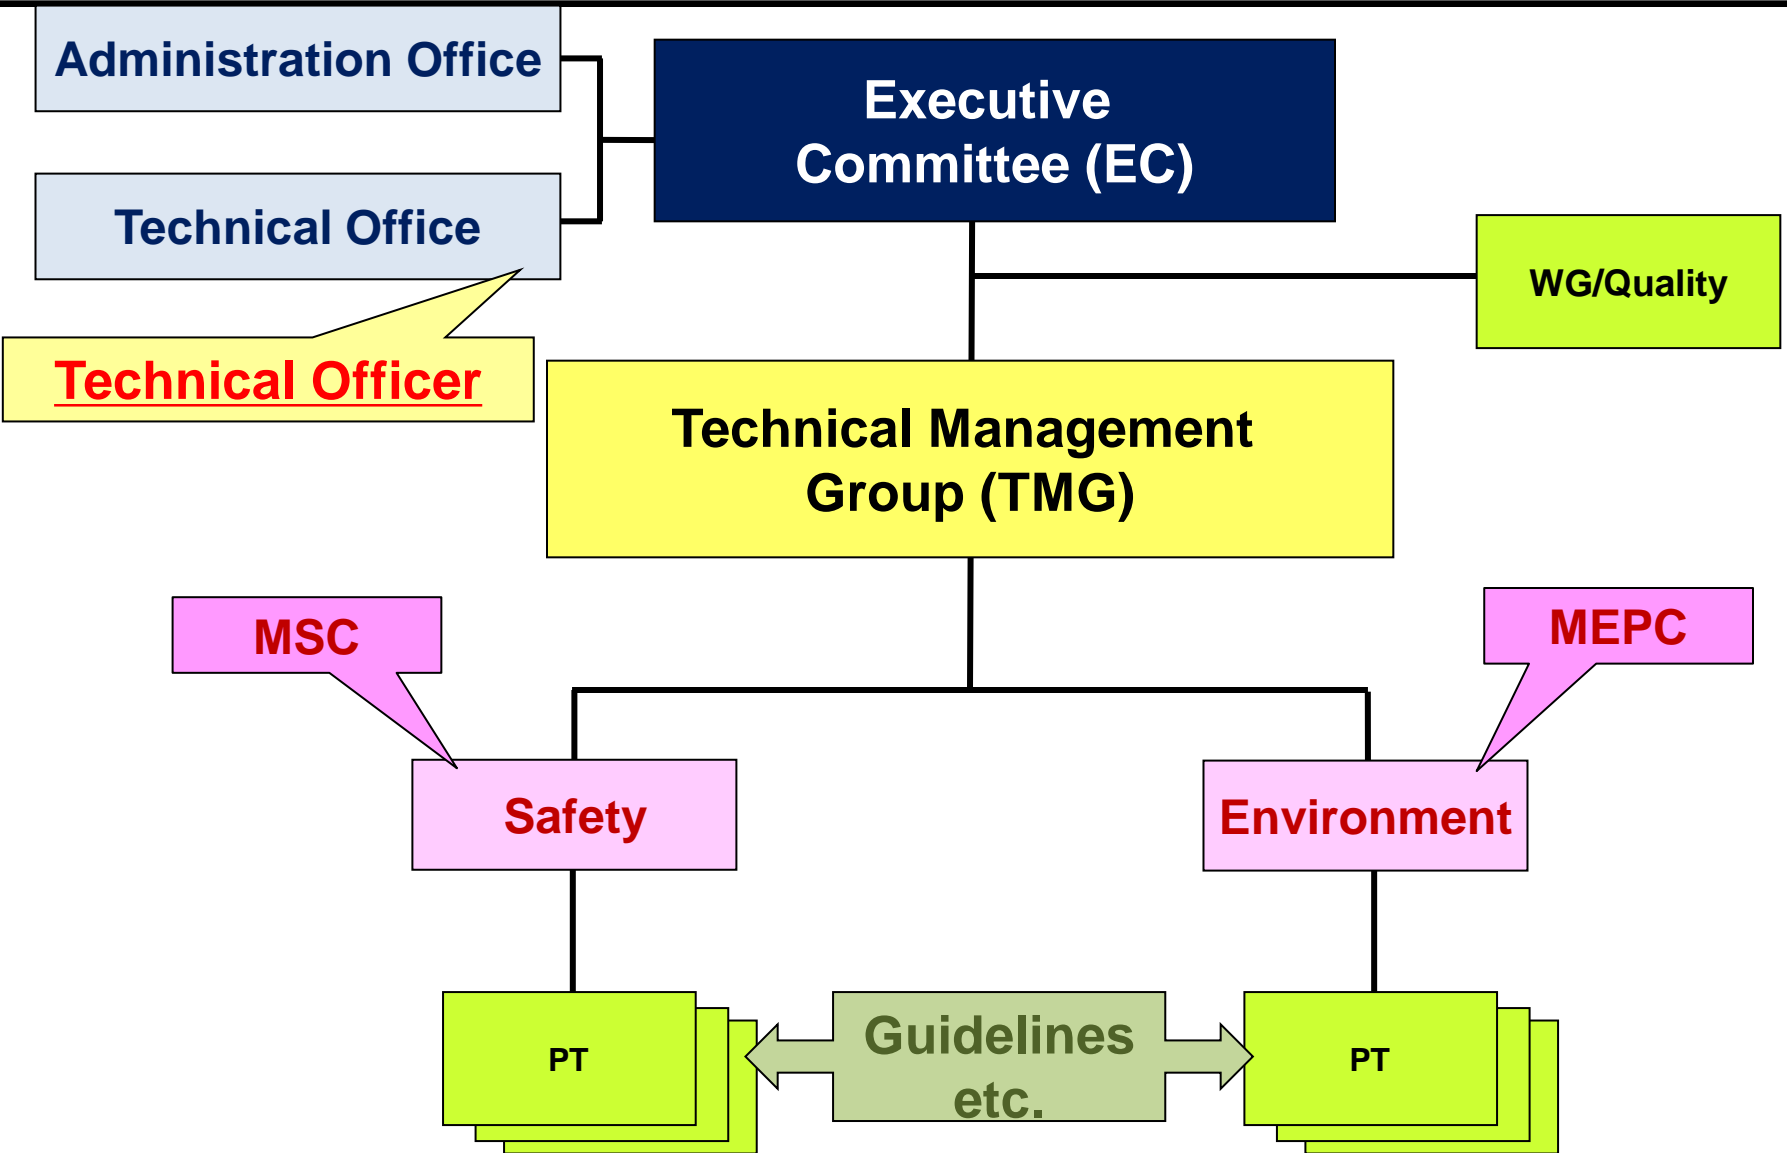 Administration Office
Executive
Committee (EC)
Technical Office
WG/Quality
Technical Officer
Technical Management
Group (TMG)
MSC
MEPC
Safety
Environment
PT
Guidelines
etc.
PT